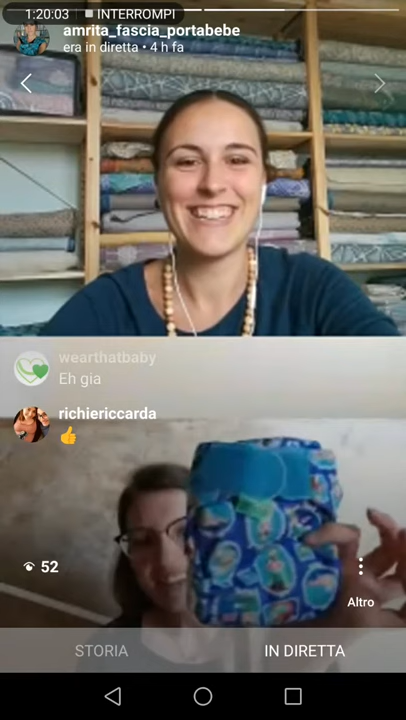 1:20:03 INTERROMPI
amrita_fascia_portabebe
era in diretta • 4 h fa
wearthatbaby
Eh gia
richiericcarda
👍
52
Altro
STORIA IN DIRETTA